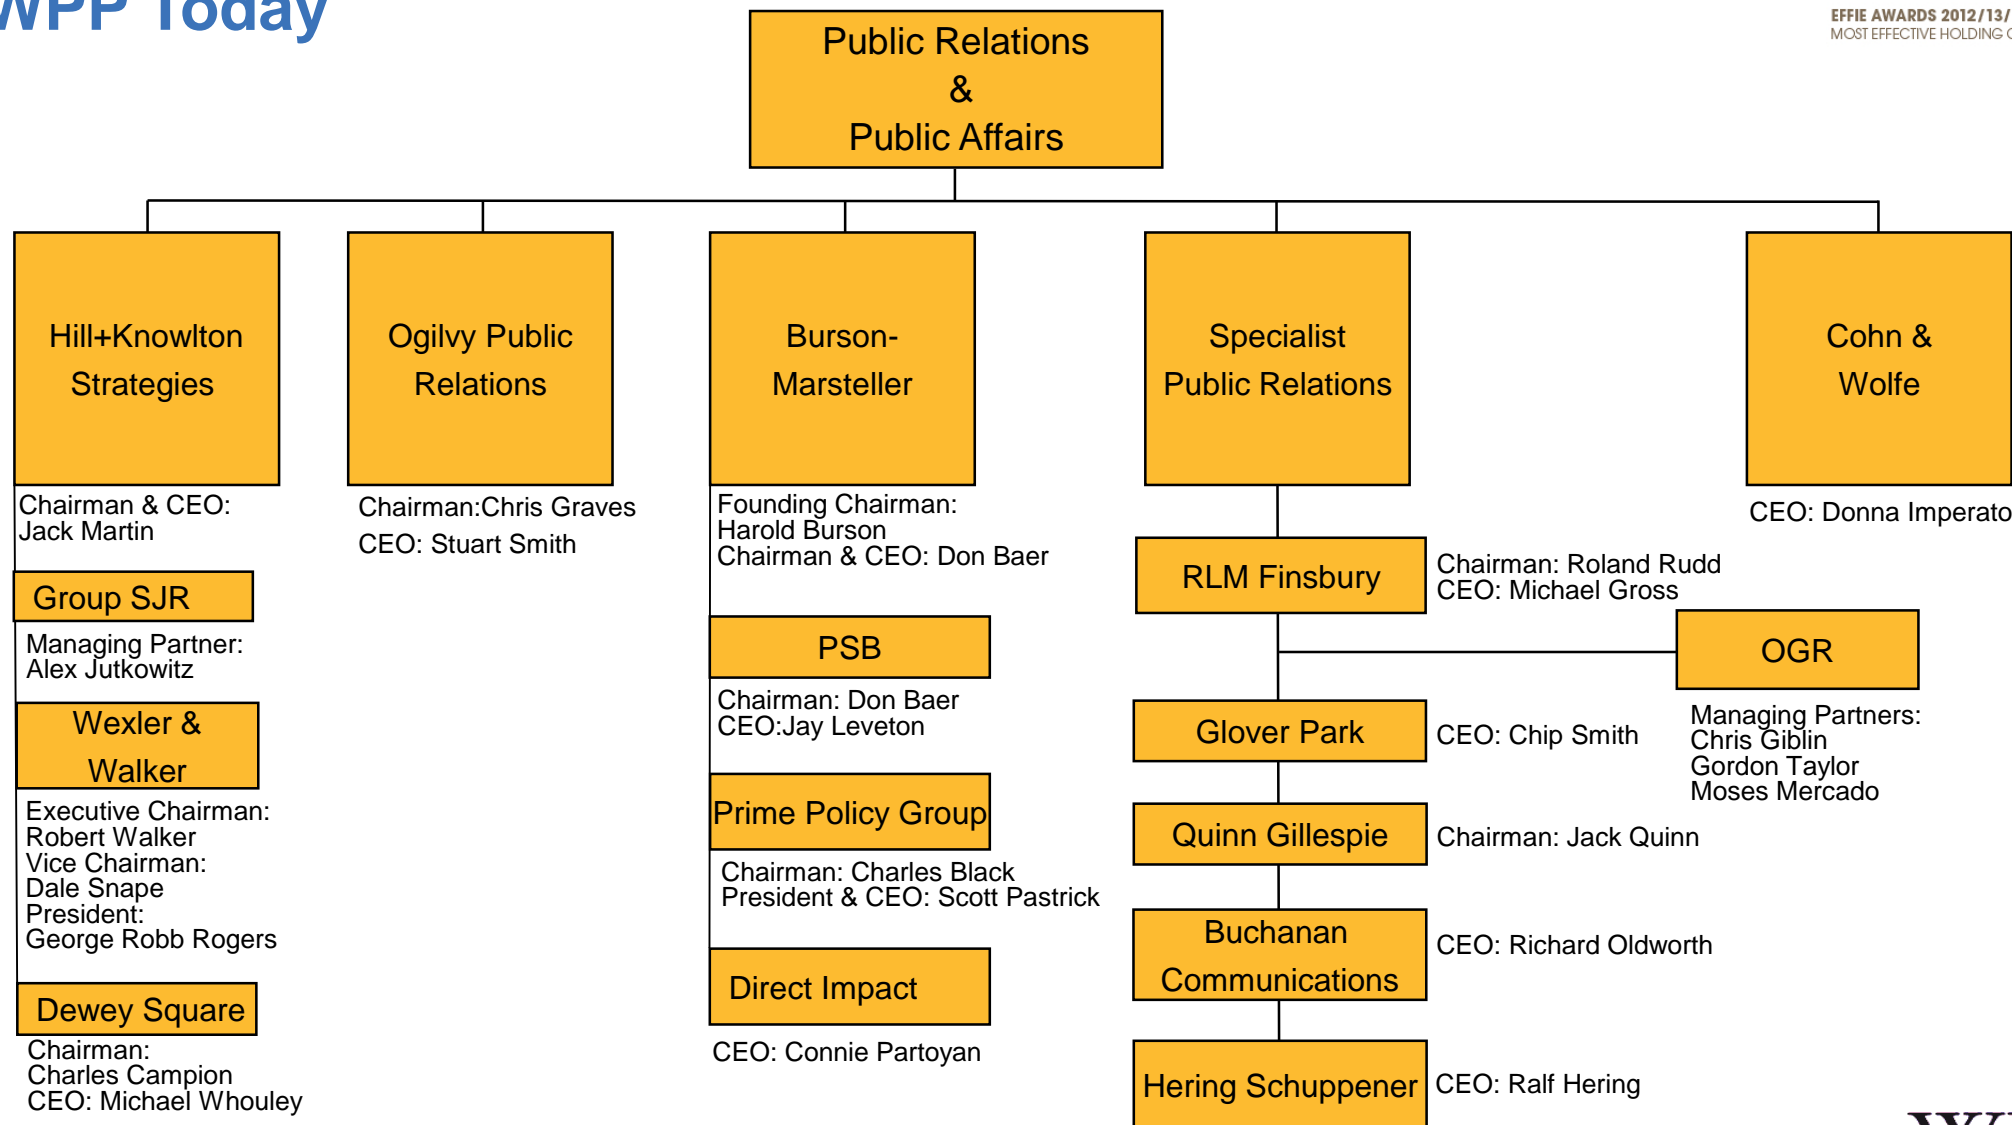 WPP Today
EFFIE AWARDS 2012/13/
MOST EFFECTIVE HOLDING
Public Relations
&
Public Affairs
Hill+Knowlton
Strategies
Chairman & CEO:
Jack Martin
Group SJR
Managing Partner:
Alex Jutkowitz
Wexler &
Walker
Executive Chairman:
Robert Walker
Vice Chairman:
Dale Snape
President:
George Robb Rogers
Dewey Square
Chairman:
Charles Campion
CEO: Michael Whouley
Ogilvy Public
Relations
Chairman:Chris Graves
CEO: Stuart Smith
Burson-
Marsteller
Founding Chairman:
Harold Burson
Chairman & CEO: Don Baer
PSB
Chairman: Don Baer
CEO:Jay Leveton
Prime Policy Group
Chairman: Charles Black
President & CEO: Scott Pastrick
Direct Impact
CEO: Connie Partoyan
Specialist
Public Relations
RLM Finsbury
Chairman: Roland Rudd
CEO: Michael Gross
OGR
Managing Partners:
Chris Giblin
Gordon Taylor
Moses Mercado
Glover Park
CEO: Chip Smith
Quinn Gillespie
Chairman: Jack Quinn
Buchanan
Communications
CEO: Richard Oldworth
Hering Schuppener
CEO: Ralf Hering
Cohn &
Wolfe
CEO: Donna Imperato